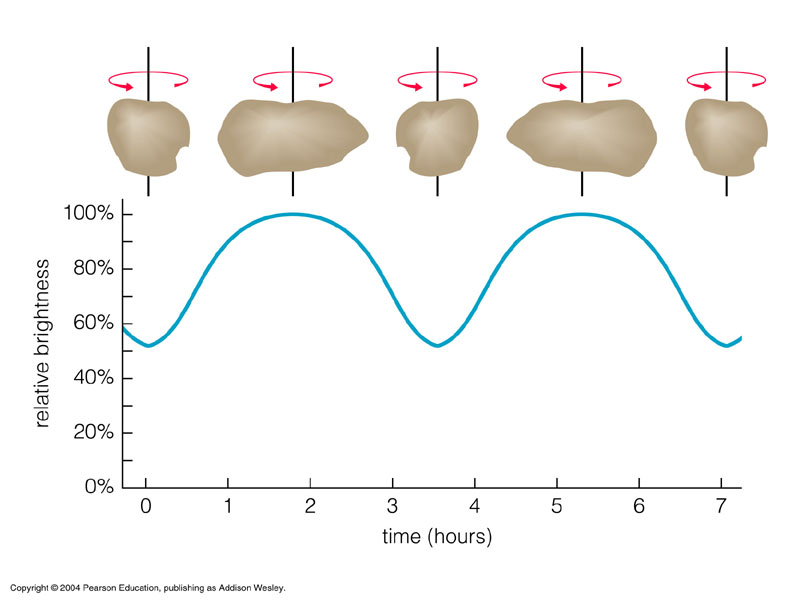 100%
80%
60%
40%
20%
0%
relative brightness
0 1 2 3 4 5 6 7
time (hours)
Copyright © 2004 Pearson Education, publishing as Addison Wesley.